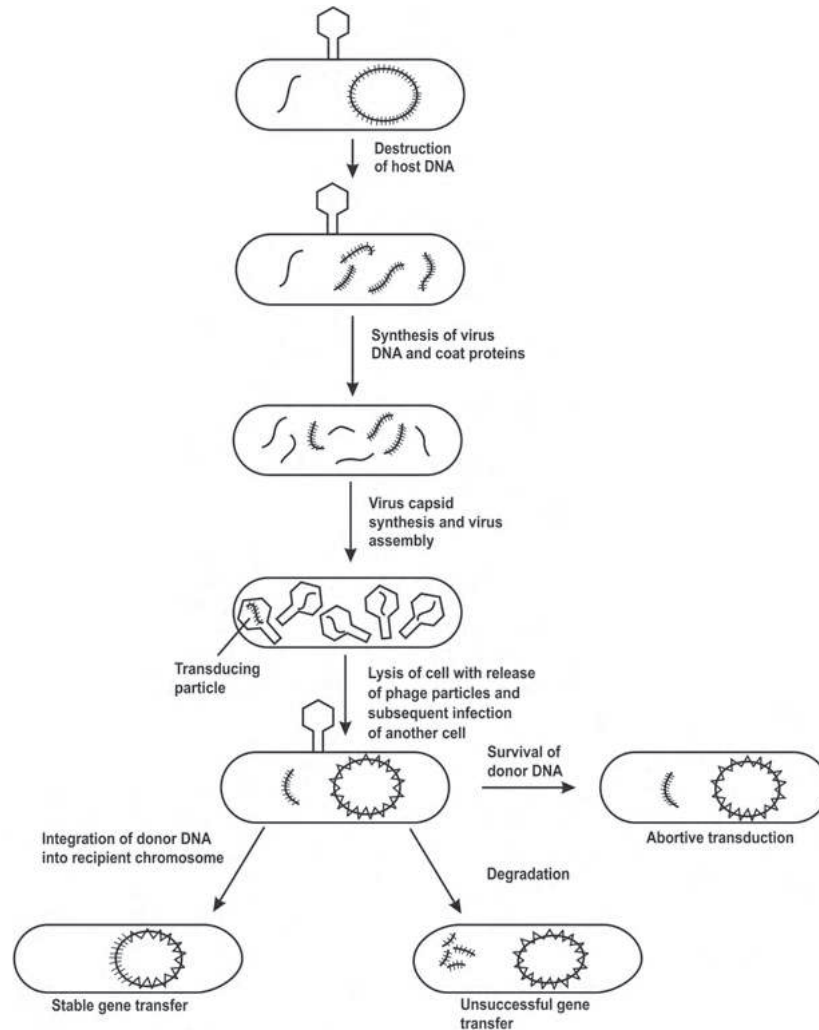 Destruction
of host DNA
Synthesis of virus
DNA and coat proteins
Virus capsid
synthesis and virus
assembly
Transducing
particle
Lysis of cell with release
of phage particles and
subsequent infection
of another cell
Survival of
donor DNA
Abortive transduction
Integration of donor DNA
into recipient chromosome
Degradation
Stable gene transfer
Unsuccessful gene
transfer